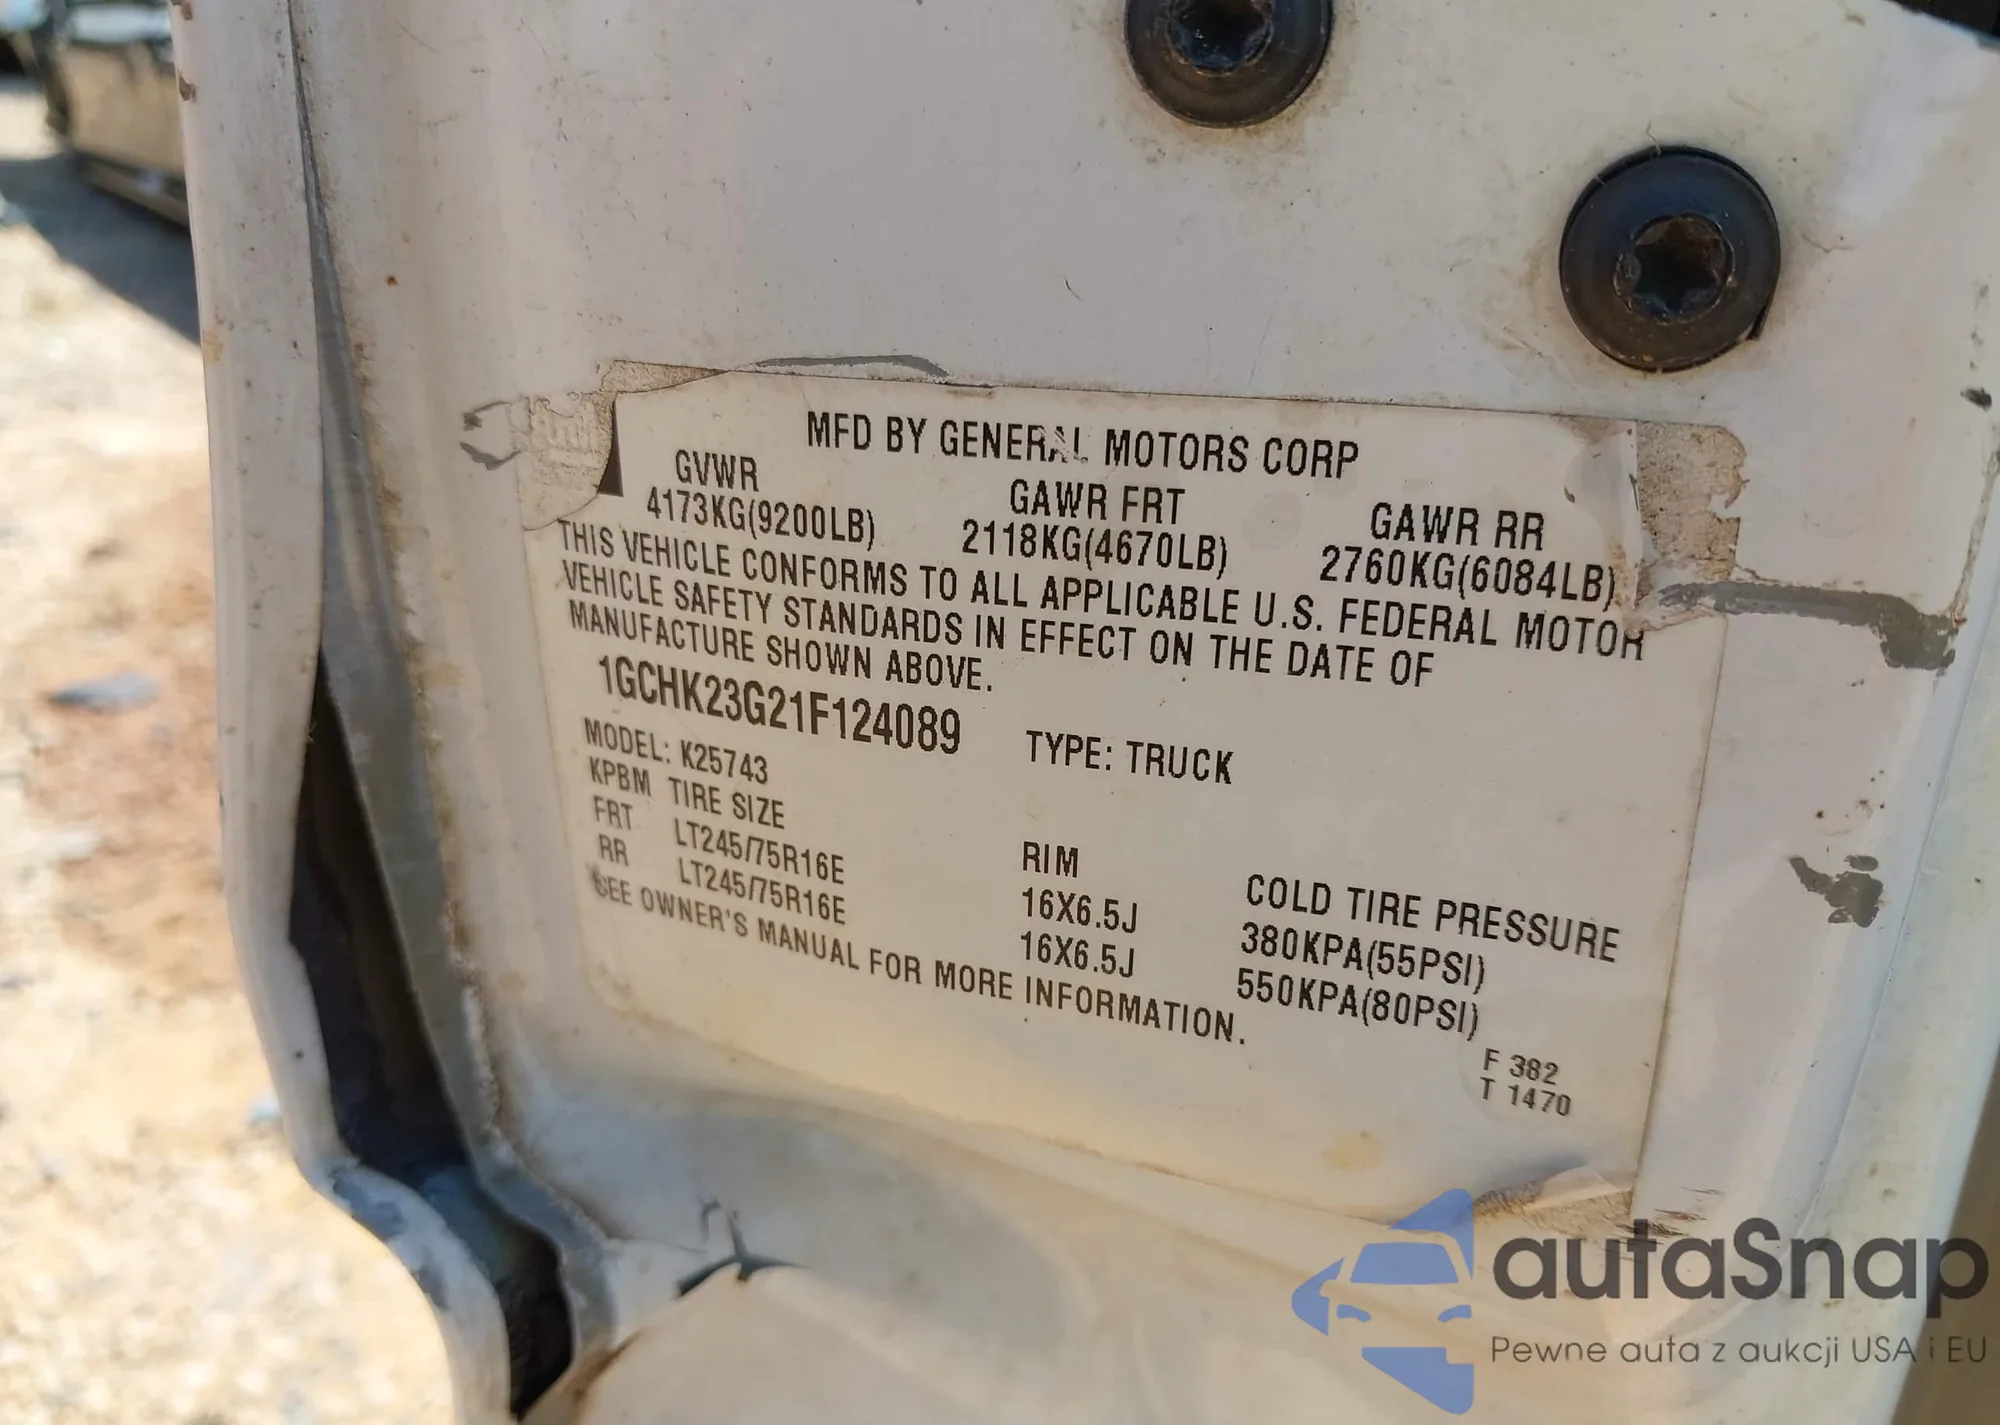 MFD BY GENERAL MOTORS CORP
GVWR GAWR FRT GAWR RR
4173KG(9200LB) 2118KG(4670LB) 2760KG(6084LB)
THIS VEHICLE CONFORMS TO ALL APPLICABLE U.S. FEDERAL MOTOR
VEHICLE SAFETY STANDARDS IN EFFECT ON THE DATE OF
MANUFACTURE SHOWN ABOVE.
1GCHK23G21F124089 TYPE: TRUCK
MODEL: K25743
KPBM TIRE SIZE RIM COLD TIRE PRESSURE
FRT LT245/75R16E 16X6.5J 380KPA(55PSI)
RR LT245/75R16E 16X6.5J 550KPA(80PSI)
SEE OWNER'S MANUAL FOR MORE INFORMATION.
F 382
T 1470
autaSnap
Pewne auta z aukcji USA i EU